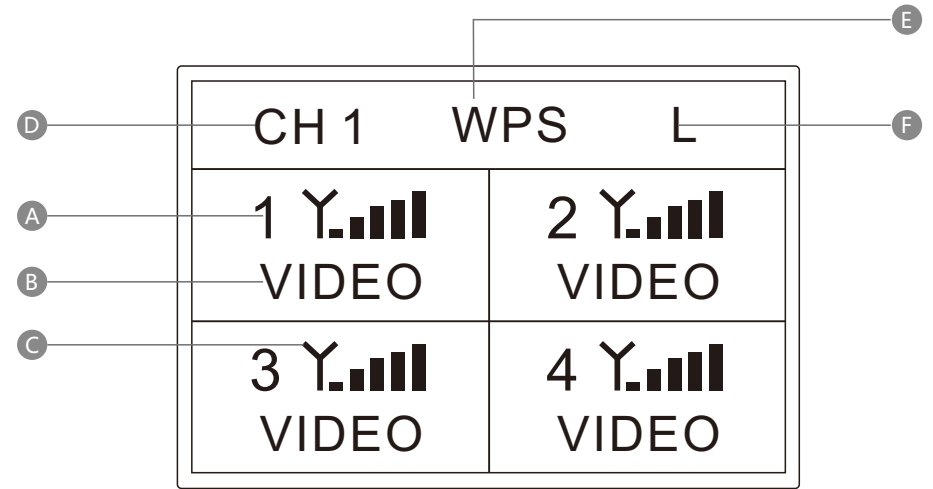 E
D CH 1 WPS L F
A 1 2
B VIDEO VIDEO
C 3 4
VIDEO VIDEO